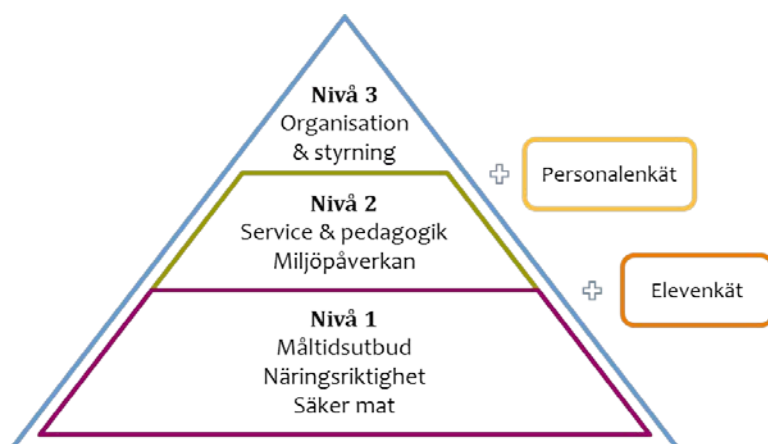 Nivå 3
Organisation
& styrning
Personalenkät
Nivå 2
Service & pedagogik
Miljöpåverkan
Elevenkät
Nivå 1
Måltidsutbud
Näringsriktighet
Säker mat